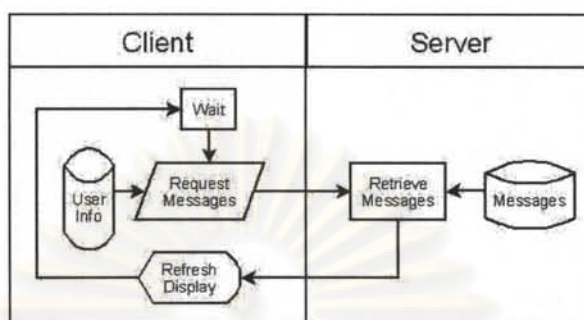 Client
Server
Wait
User
Info
Request
Messages
Retrieve
Messages
Messages
Refresh
Display